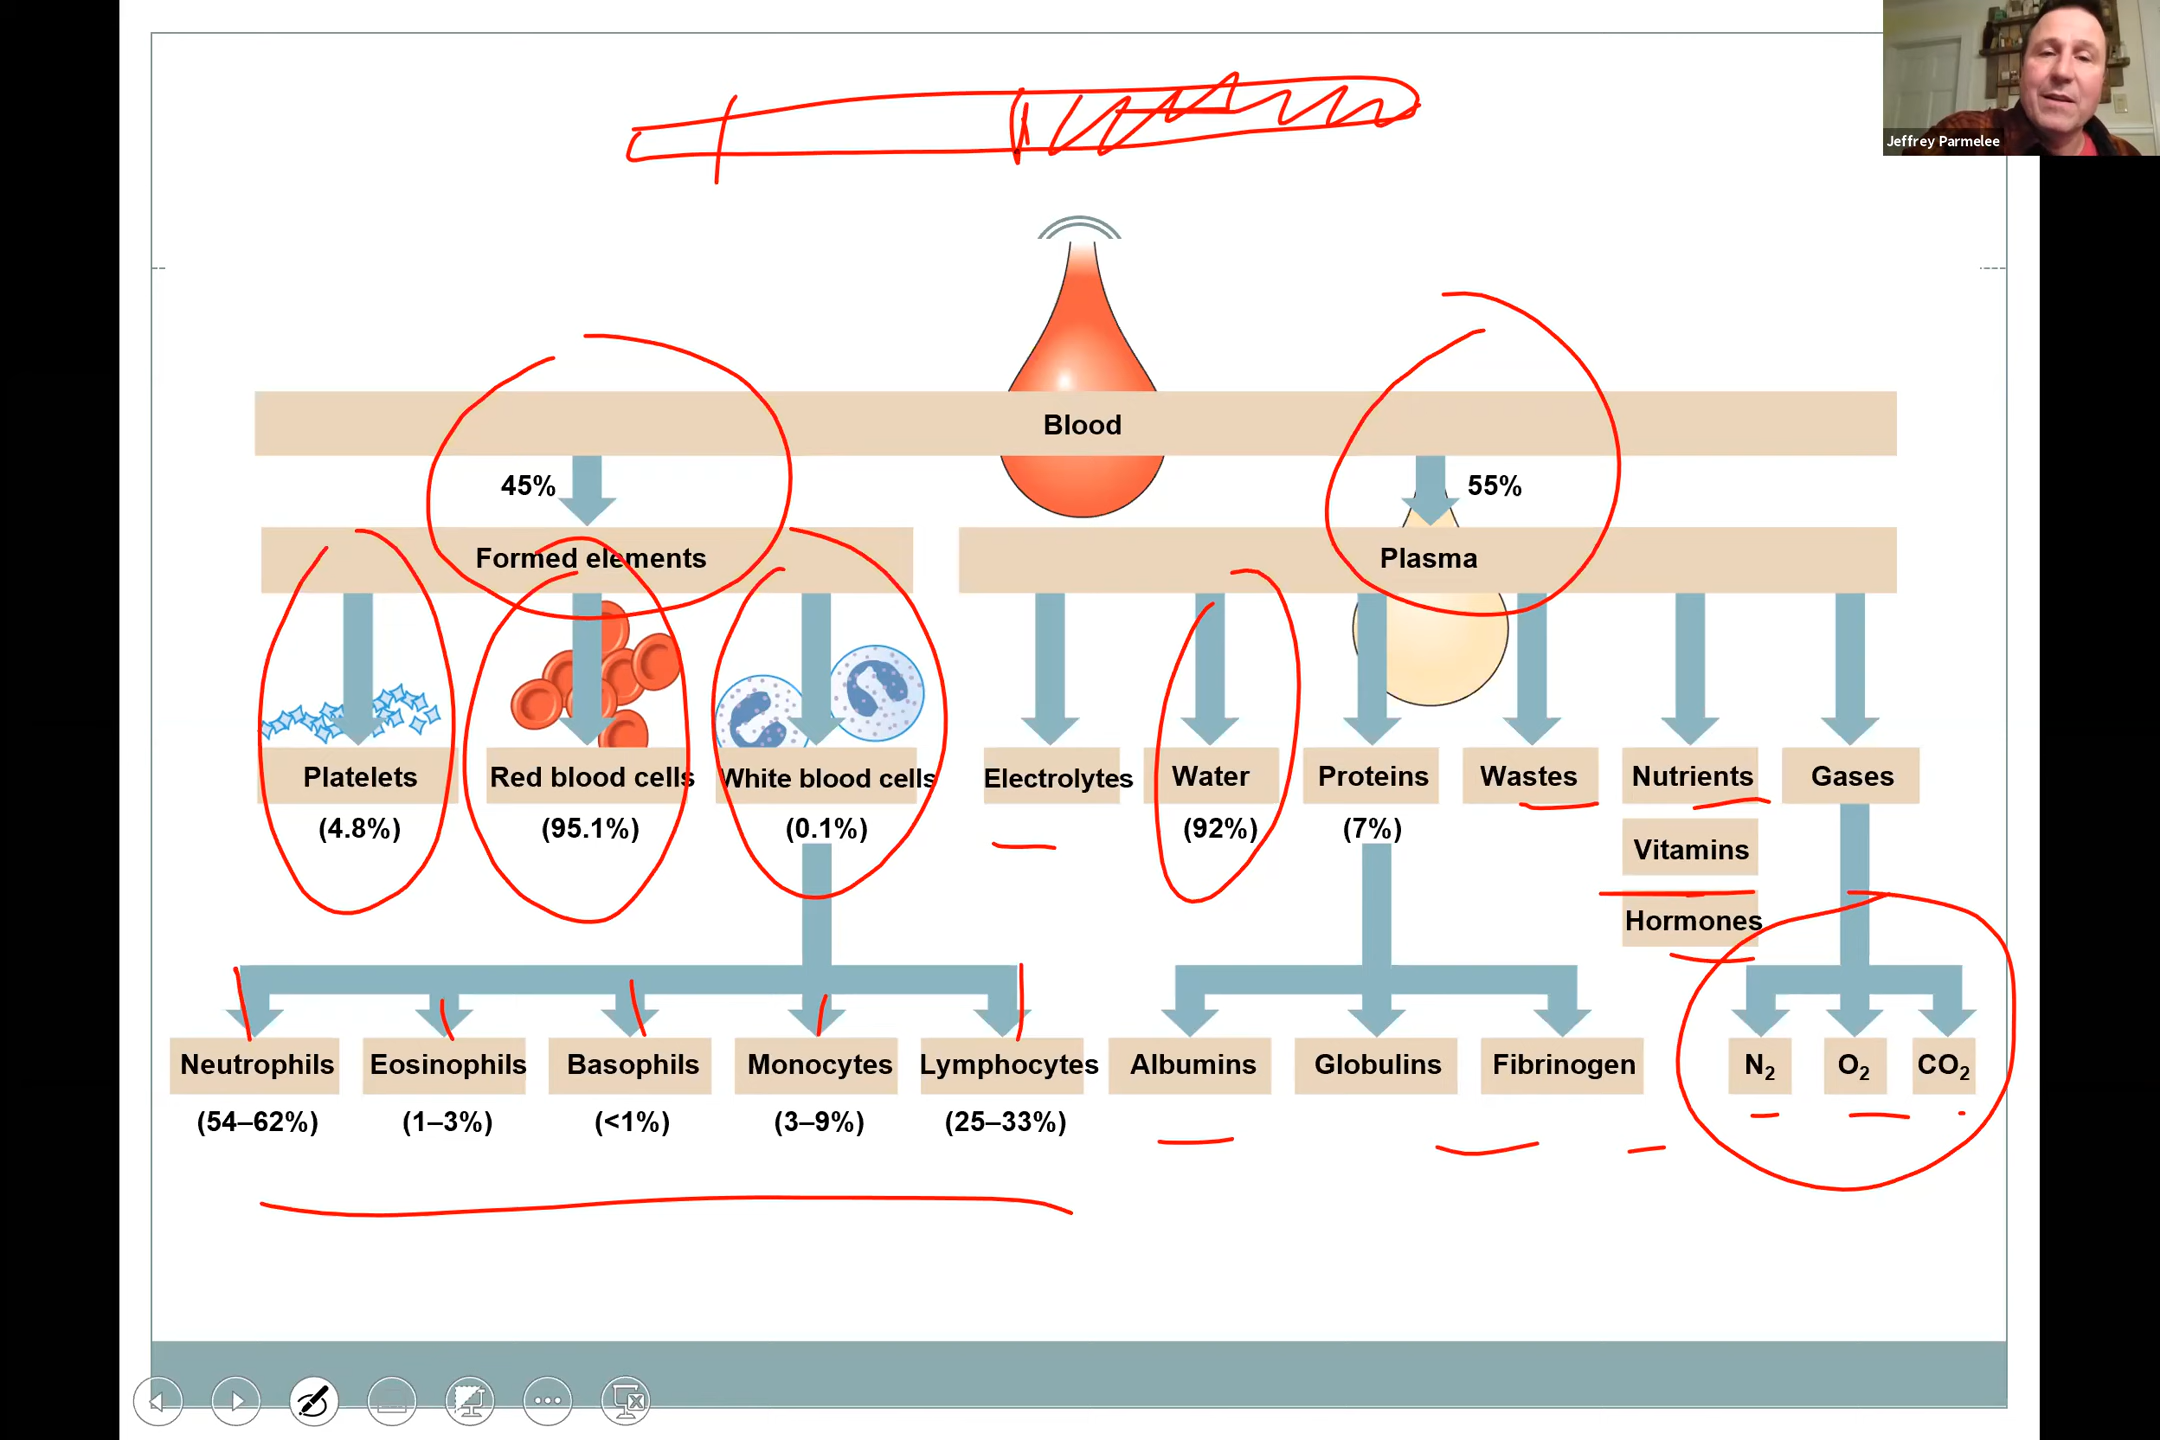 Jeffrey Parmelee
Blood
45%
55%
Formed elements
Plasma
Platelets
Red blood cells
White blood cells
Electrolytes
Water
Proteins
Wastes
Nutrients
Gases
(4.8%)
(95.1%)
(0.1%)
(92%)
(7%)
Vitamins
Hormones
Neutrophils
Eosinophils
Basophils
Monocytes
Lymphocytes
Albumins
Globulins
Fibrinogen
N₂
O₂
CO₂
(54–62%)
(1–3%)
(<1%)
(3–9%)
(25–33%)